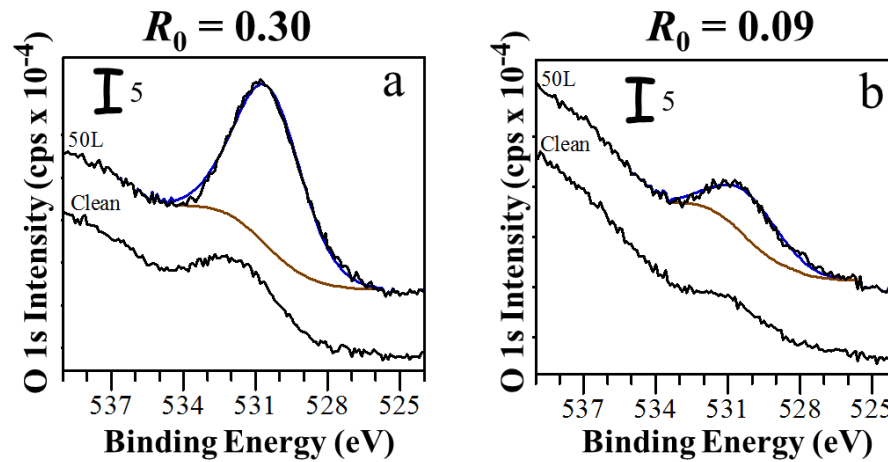 R₀ = 0.30
O 1s Intensity (cps x 10⁻⁴)
5
a
50L
Clean
537 534 531 528 525
Binding Energy (eV)
R₀ = 0.09
O 1s Intensity (cps x 10⁻⁴)
5
b
50L
Clean
537 534 531 528 525
Binding Energy (eV)